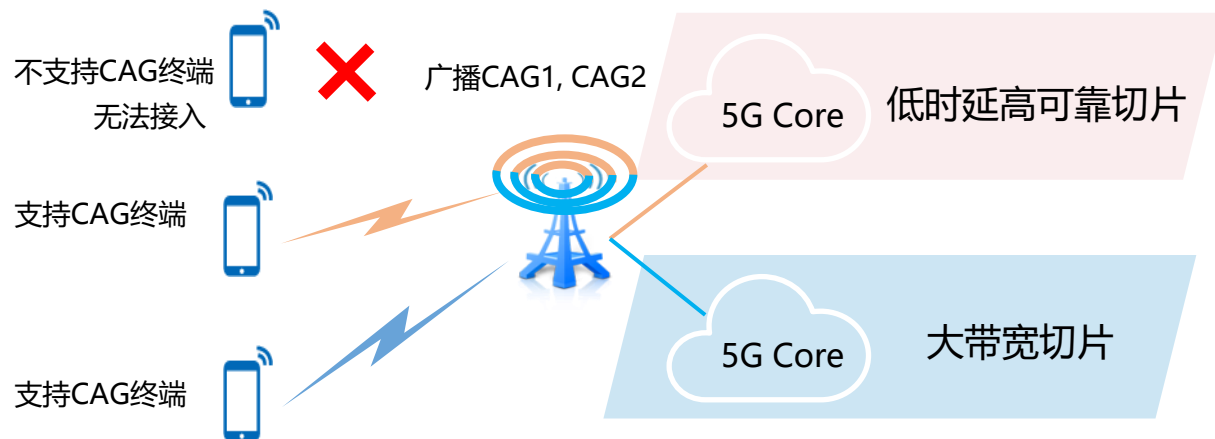 不支持CAG终端
无法接入
广播CAG1, CAG2
5G Core
低时延高可靠切片
支持CAG终端
5G Core
大带宽切片
支持CAG终端